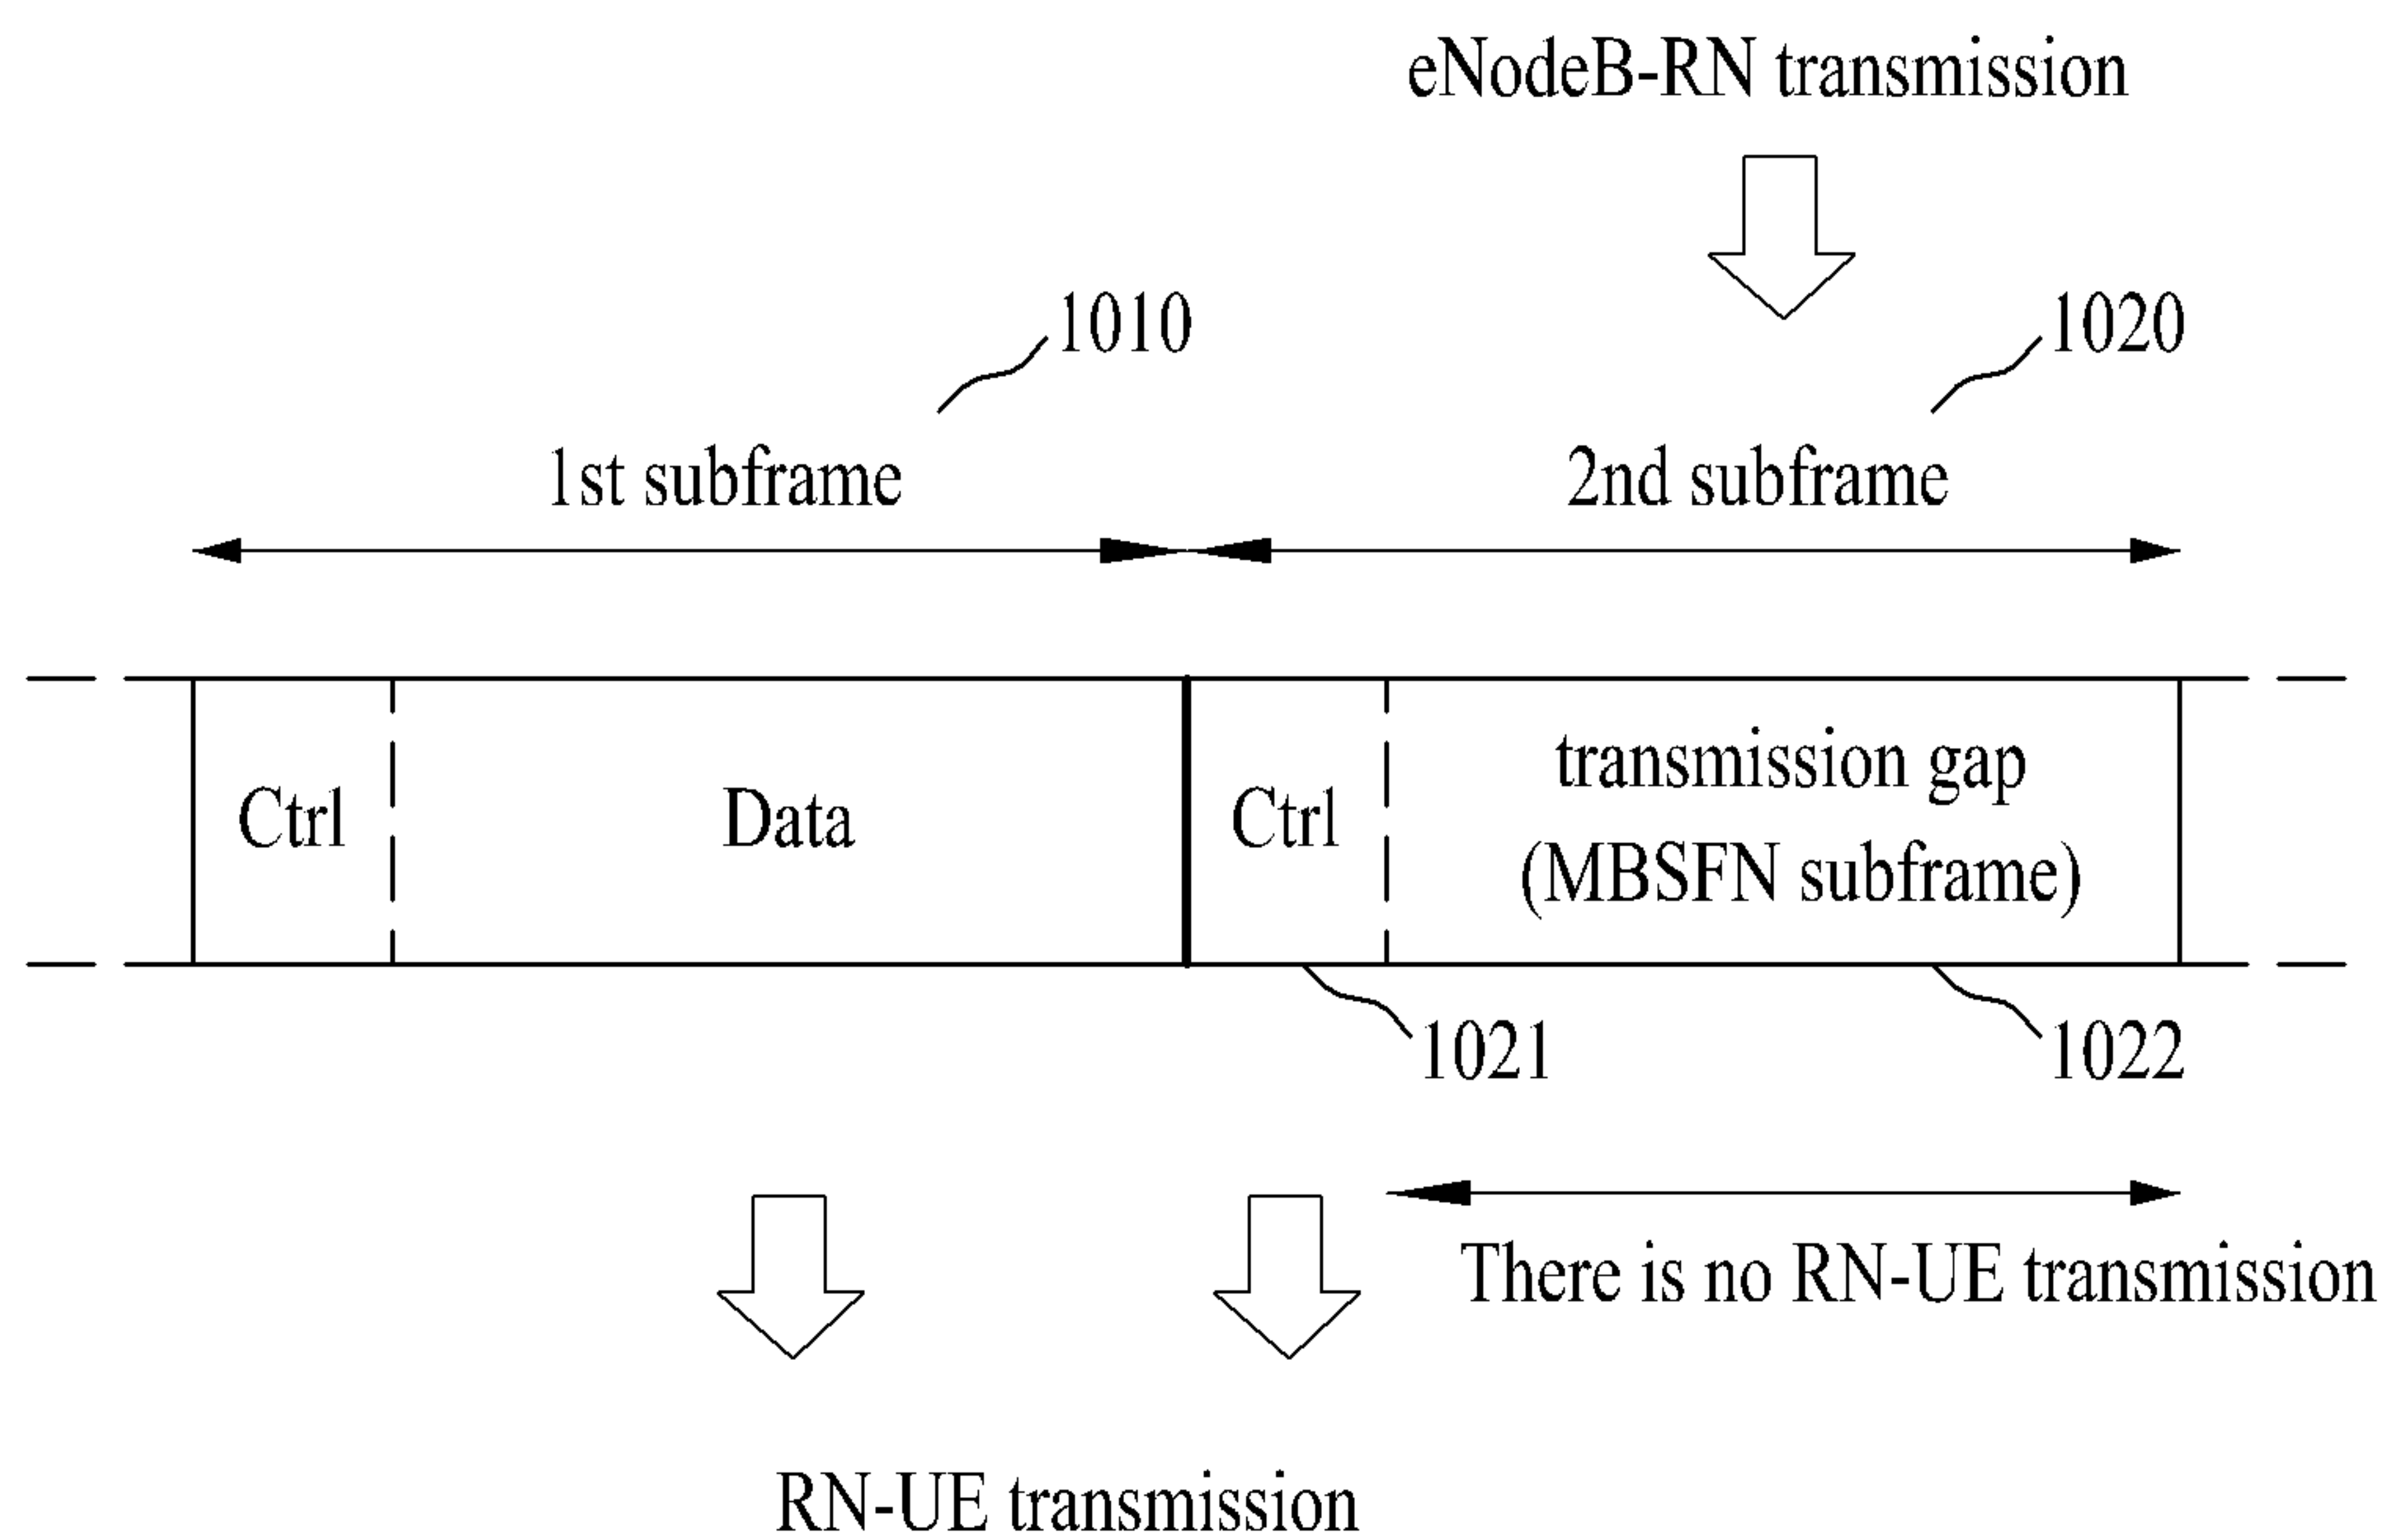 eNodeB-RN transmission
1010
1020
1st subframe
2nd subframe
Ctrl
Data
Ctrl
transmission gap
(MBSFN subframe)
1021
1022
There is no RN-UE transmission
RN-UE transmission